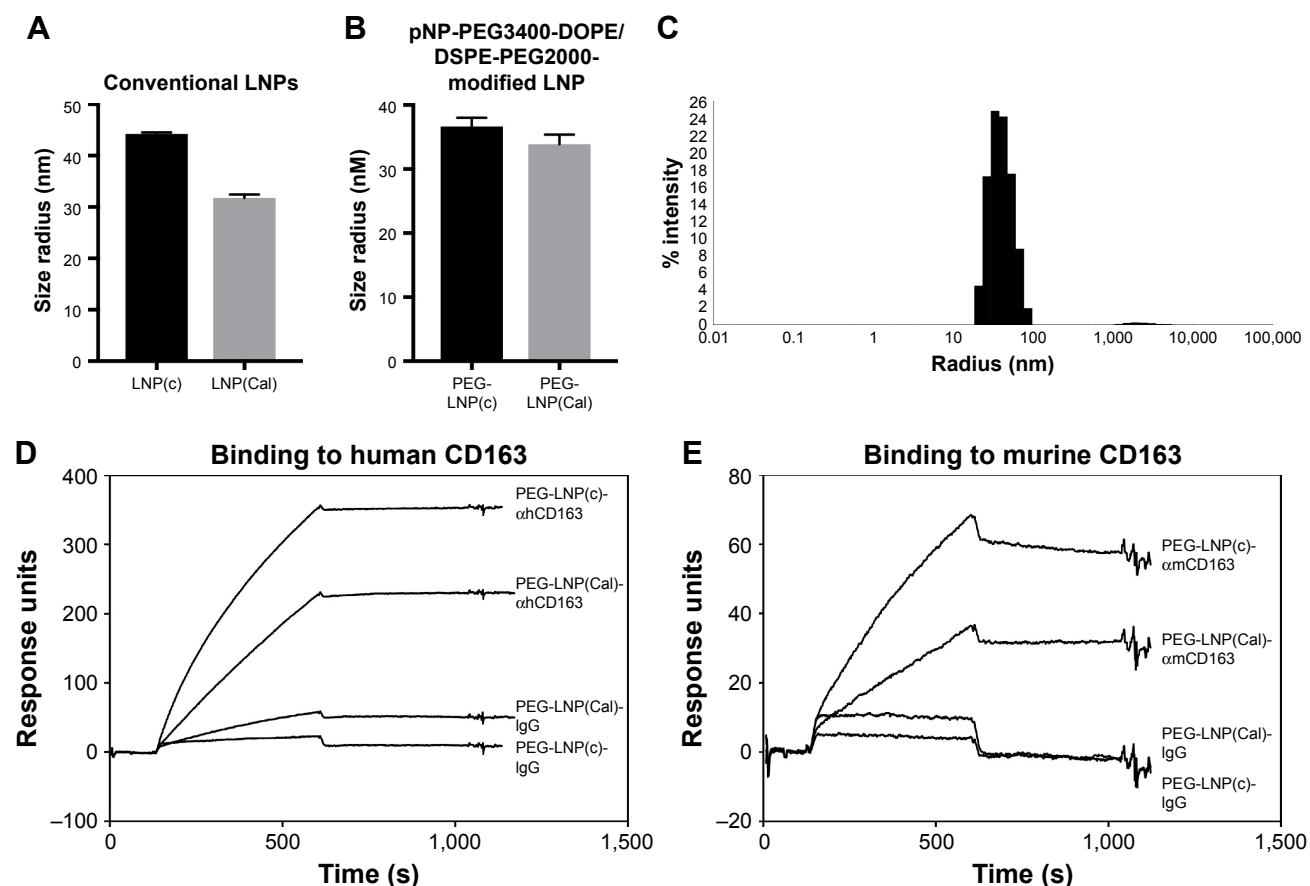 A
Conventional LNPs
Size radius (nm)
50
40
30
20
10
0
LNP(c)
LNP(Cal)
B
pNP-PEG3400-DOPE/
DSPE-PEG2000-
modified LNP
Size radius (nM)
40
30
20
10
0
PEG-
LNP(c)
PEG-
LNP(Cal)
C
% intensity
26
24
22
20
18
16
14
12
10
8
6
4
2
0
0.01 0.1 1 10 100 1,000 10,000 100,000
Radius (nm)
D
Binding to human CD163
Response units
400
300
200
100
0
–100
PEG-LNP(c)-
αhCD163
PEG-LNP(Cal)-
αhCD163
PEG-LNP(Cal)-
IgG
PEG-LNP(c)-
IgG
0 500 1,000 1,500
Time (s)
E
Binding to murine CD163
Response units
80
60
40
20
0
–20
PEG-LNP(c)-
αmCD163
PEG-LNP(Cal)-
αmCD163
PEG-LNP(Cal)-
IgG
PEG-LNP(c)-
IgG
0 500 1,000 1,500
Time (s)